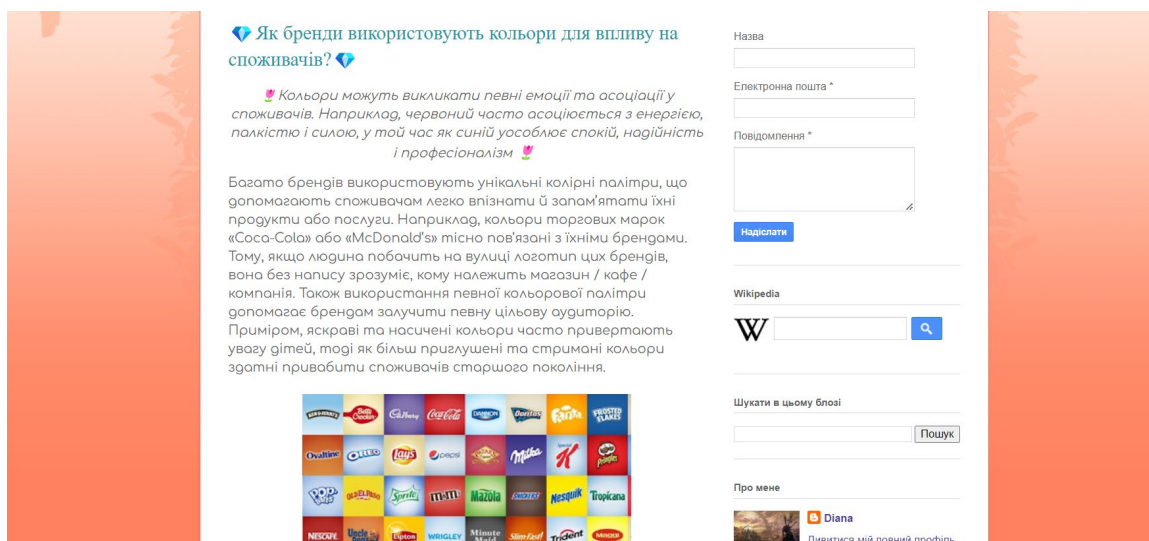 💎 Як бренди використовують кольори для впливу на
споживачів? 💎
🌷 Кольори можуть викликати певні емоції та асоціації у
споживачів. Наприклад, червоний часто асоціюється з енергією,
палкістю і силою, у той час як синій уособлює спокій, надійність
і професіоналізм 🌷
Багато брендів використовують унікальні колірні палітри, що
допомагають споживачам легко впізнати й запам’ятати їхні
продукти або послуги. Наприклад, кольори торгових марок
«Coca-Cola» або «McDonald’s» тісно пов’язані з їхніми брендами.
Тому, якщо людина побачить на вулиці логотип цих брендів,
вона без напису зрозуміє, кому належить магазин / кафе /
компанія. Також використання певної кольорової палітри
допомагає брендам залучити певну цільову аудиторію.
Приміром, яскраві та насичені кольори часто привертають
увагу дітей, тоді як більш приглушені та стримані кольори
здатні привабити споживачів старшого покоління.
BEN & JERRY'S Betty Crocker Cadbury Coca-Cola DANNON Doritos Fanta FROSTED FLAKES
Ovaltine OREO Lay's pepsi Milka Special K Pringles
POP TARTS OLD EL PASO Sprite m&m's Mazola SNICKERS Nesquik Tropicana
NESCAFÉ Uncle Ben's Lipton WRIGLEY Minute Maid Slim-Fast Trident MAGGI
Назва
Електронна пошта *
Повідомлення *
Надіслати
Wikipedia
W
Шукати в цьому блозі
Пошук
Про мене
Diana
Дивитися мій повний профіль